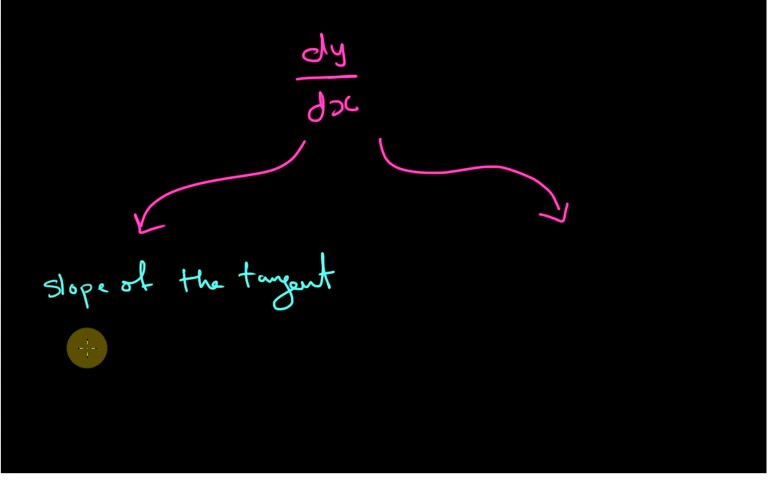 dy
dx
slope of the tangent